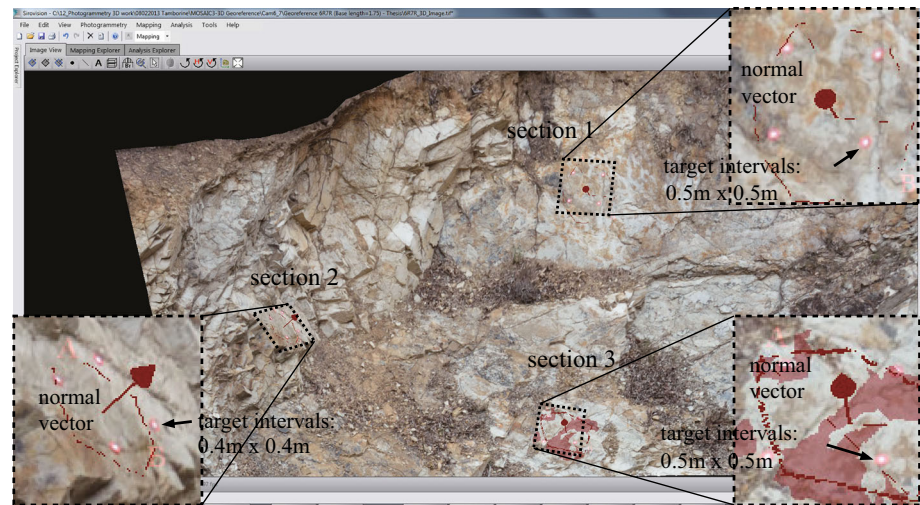 Sirovision - C:\12_Photogrammetry 3D work\08022013 Tamborine\MOSAIC3-3D Georeference\Cam6_7\Georeference 6R7R (Base length=1.75) - Thesis\6R7R_3D_Image.tif*
File Edit View Photogrammetry Mapping Analysis Tools Help
Mapping
Image View Mapping Explorer Analysis Explorer
Project Explorer
A
normal
vector
section 1
target intervals:
0.5m x 0.5m
section 2
normal
vector
target intervals:
0.4m x 0.4m
section 3
normal
vector
target intervals:
0.5m x 0.5m